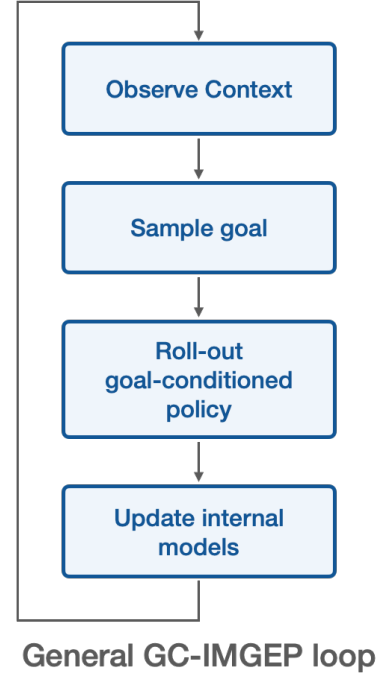 Observe Context
Sample goal
Roll-out
goal-conditioned
policy
Update internal
models
General GC-IMGEP loop